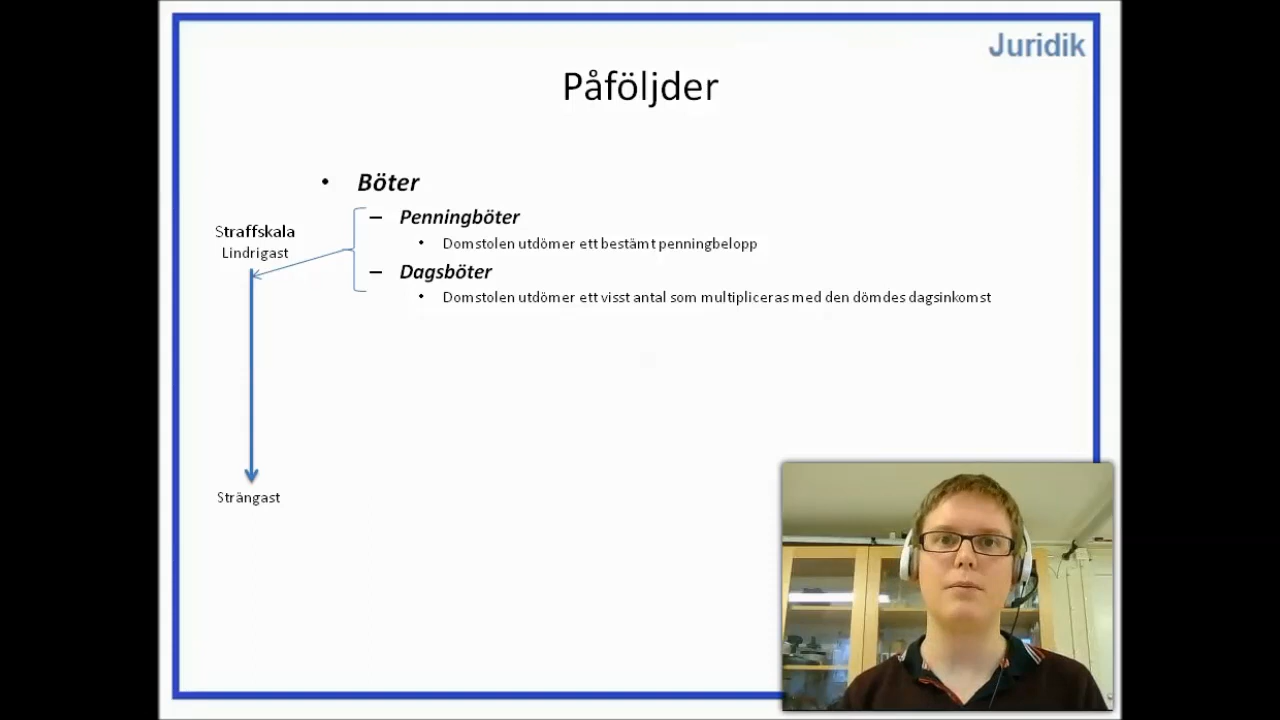 Juridik
Påföljder
Böter
Penningböter
Straffskala
Domstolen utdömer ett bestämt penningbelopp
Lindrigast
Dagsböter
Domstolen utdömer ett visst antal som multipliceras med den dömdes dagsinkomst
Strängast